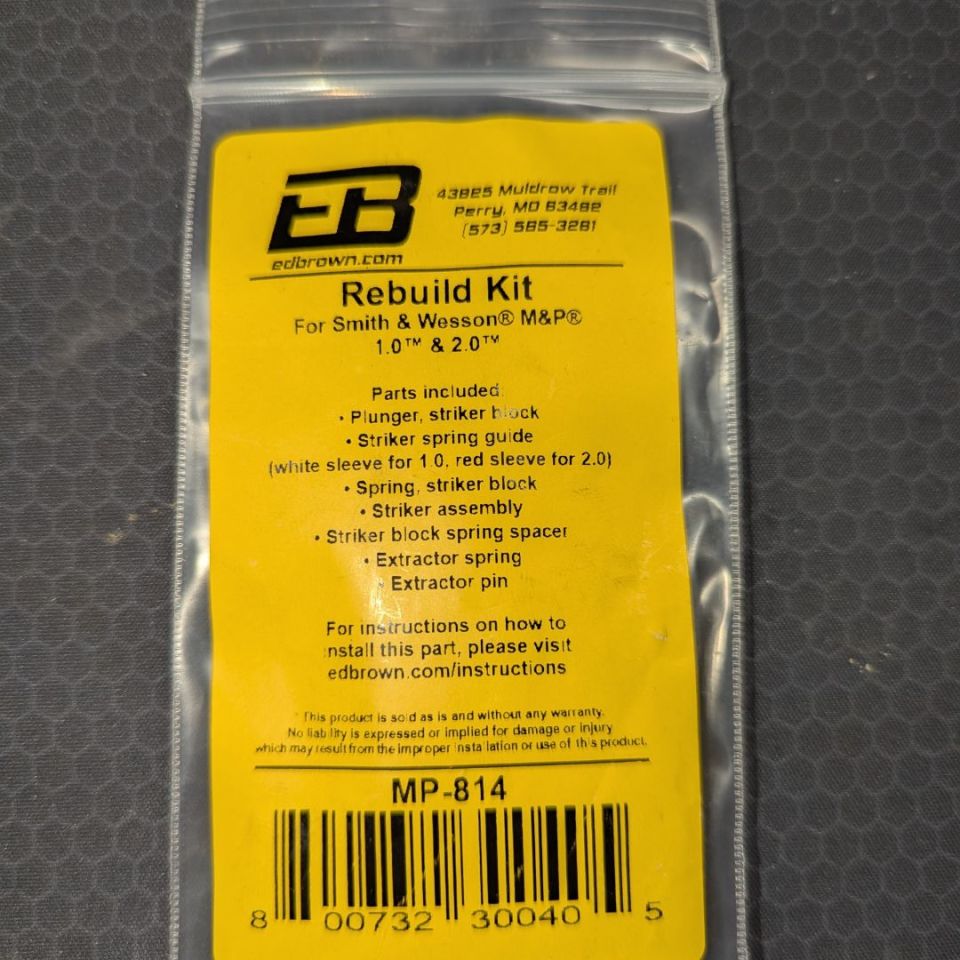 EB
43825 Muldrow Trail
Perry, MO 63462
(573) 565-3261
edbrown.com
Rebuild Kit
For Smith & Wesson® M&P®
1.0™ & 2.0™
Parts included:
• Plunger, striker block
• Striker spring guide
(white sleeve for 1.0, red sleeve for 2.0)
• Spring, striker block
• Striker assembly
• Striker block spring spacer
• Extractor spring
• Extractor pin
For instructions on how to
install this part, please visit
edbrown.com/instructions
* This product is sold as is and without any warranty.
No liability is expressed or implied for damage or injury
which may result from the improper installation or use of this product.
MP-814
8 00732 30040 5